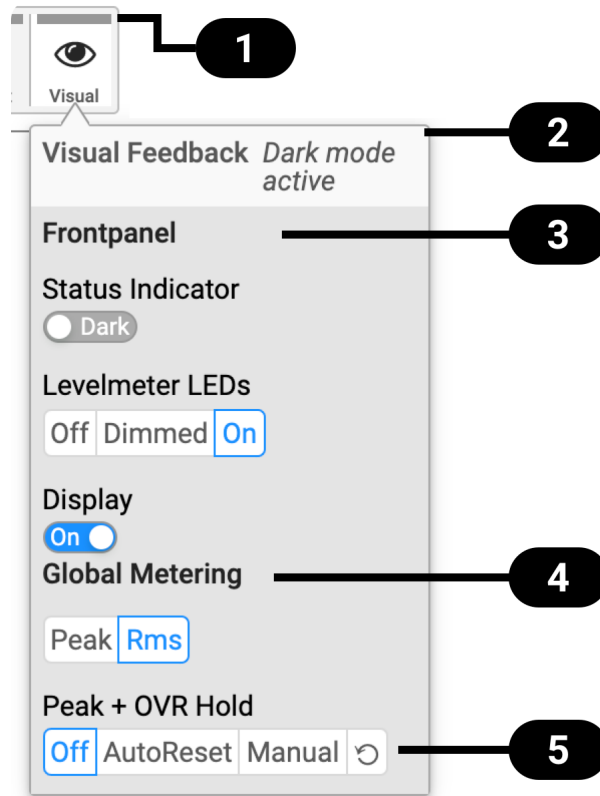 1
Visual
2
Visual Feedback Dark mode
active
Frontpanel
3
Status Indicator
Dark
Levelmeter LEDs
Off Dimmed On
Display
On
Global Metering
4
Peak Rms
Peak + OVR Hold
Off AutoReset Manual
5